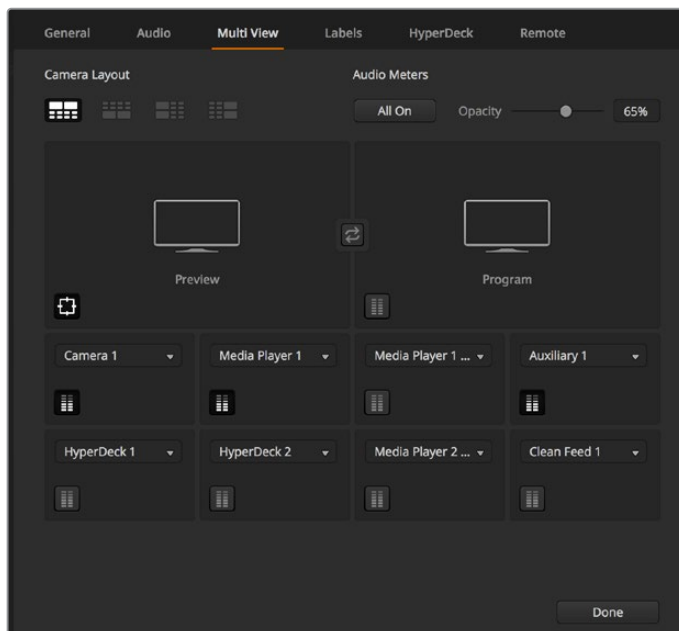 General Audio Multi View Labels HyperDeck Remote
Camera Layout Audio Meters
All On Opacity 65%
Preview Program
Camera 1 Media Player 1 Media Player 1 ... Auxiliary 1
HyperDeck 1 HyperDeck 2 Media Player 2 ... Clean Feed 1
Done